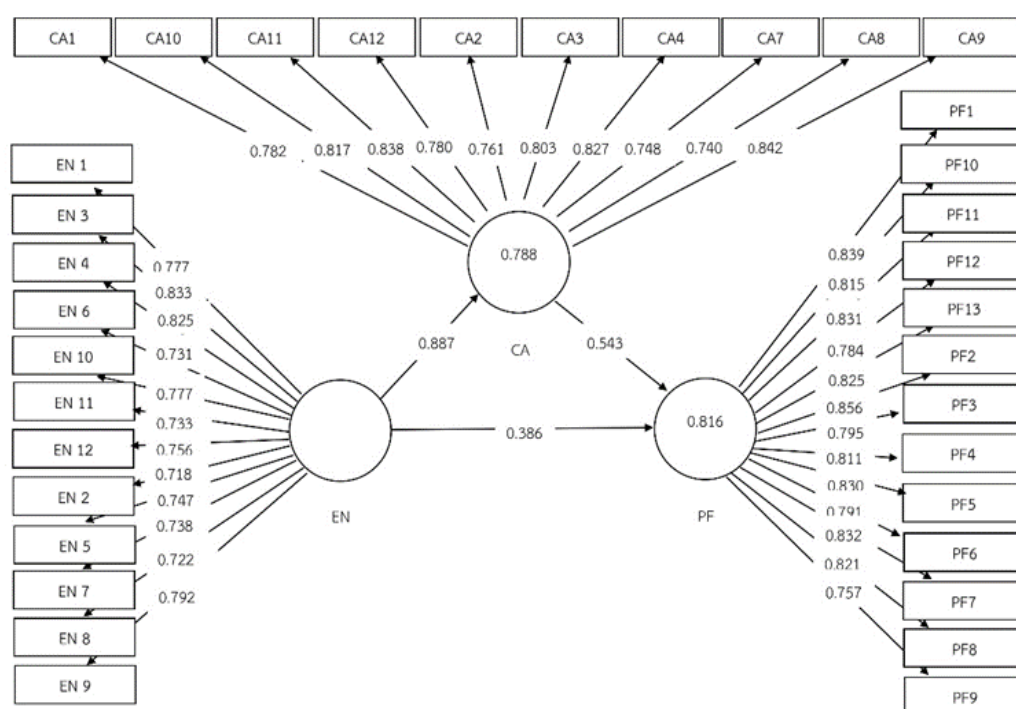 CA1 CA10 CA11 CA12 CA2 CA3 CA4 CA7 CA8 CA9
0.782 0.817 0.838 0.780 0.761 0.803 0.827 0.748 0.740 0.842
EN 1
EN 3
EN 4
EN 6
EN 10
EN 11
EN 12
EN 2
EN 5
EN 7
EN 8
EN 9
0.777
0.833
0.825
0.731
0.777
0.733
0.756
0.718
0.747
0.738
0.722
0.792
0.788
CA
0.887
0.543
0.386
EN
0.816
PF
0.839
0.815
0.831
0.784
0.825
0.856
0.795
0.811
0.830
0.791
0.832
0.821
0.757
PF1
PF10
PF11
PF12
PF13
PF2
PF3
PF4
PF5
PF6
PF7
PF8
PF9